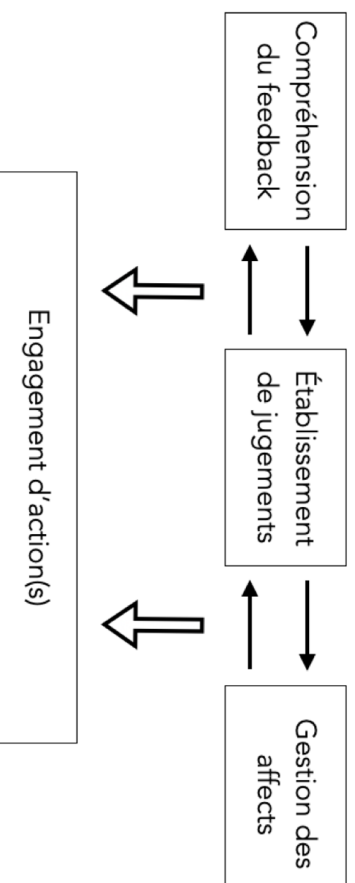 Compréhension
du feedback
Établissement
de jugements
Gestion des
affects
Engagement d'action(s)